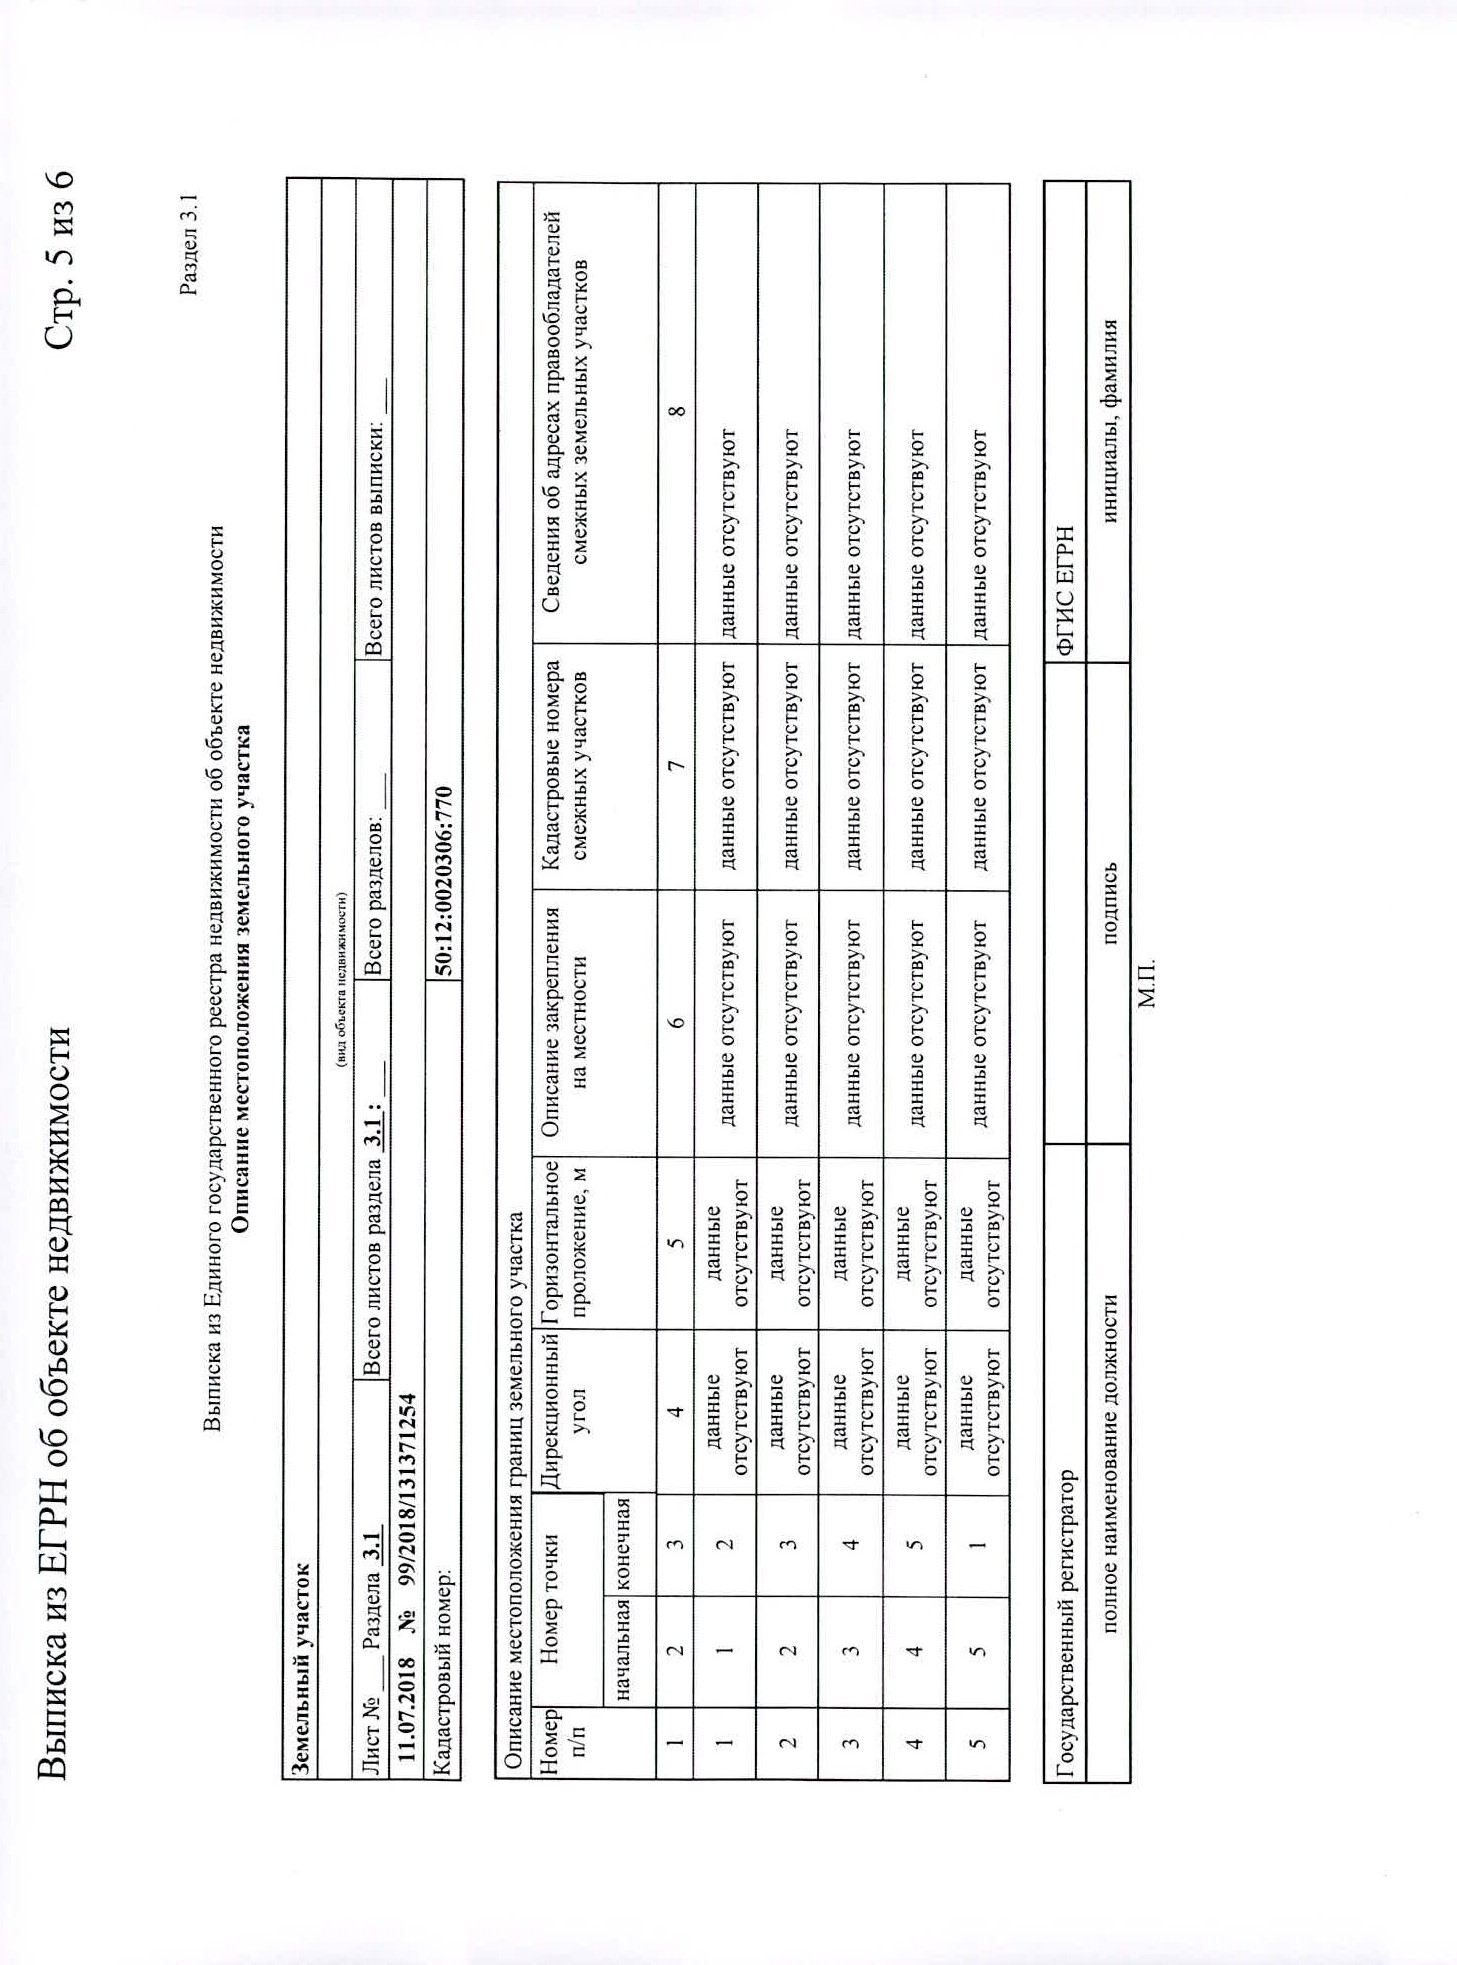 Выписка из ЕГРН об объекте недвижимости Стр. 5 из 6
Раздел 3.1
Выписка из Единого государственного реестра недвижимости об объекте недвижимости
Описание местоположения земельного участка
Земельный участок
(вид объекта недвижимости)
Лист № ___ Раздела 3.1 Всего листов раздела 3.1 : ___ Всего разделов: ___ Всего листов выписки: ___
11.07.2018 № 99/2018/131371254
Кадастровый номер: 50:12:0020306:770
Описание местоположения границ земельного участка
Номер п/п Номер точки Дирекционный угол Горизонтальное проложение, м Описание закрепления на местности Кадастровые номера смежных участков Сведения об адресах правообладателей смежных земельных участков
начальная конечная
1 2 3 4 5 6 7 8
1 1 2 данные отсутствуют данные отсутствуют данные отсутствуют данные отсутствуют данные отсутствуют
2 2 3 данные отсутствуют данные отсутствуют данные отсутствуют данные отсутствуют данные отсутствуют
3 3 4 данные отсутствуют данные отсутствуют данные отсутствуют данные отсутствуют данные отсутствуют
4 4 5 данные отсутствуют данные отсутствуют данные отсутствуют данные отсутствуют данные отсутствуют
5 5 1 данные отсутствуют данные отсутствуют данные отсутствуют данные отсутствуют данные отсутствуют
Государственный регистратор ФГИС ЕГРН
полное наименование должности подпись инициалы, фамилия
М.П.